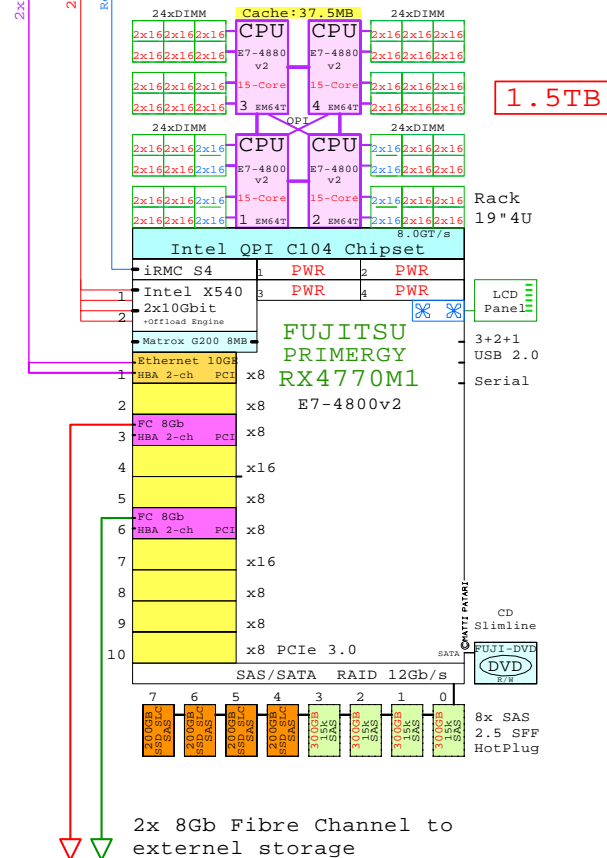 2x
2
R
24xDIMM
Cache:37.5MB
24xDIMM
2x16 2x16 2x16
CPU
CPU
2x16 2x16 2x16
2x16 2x16 2x16
E7-4880
v2
E7-4880
v2
2x16 2x16 2x16
2x16 2x16 2x16
15-Core
15-Core
2x16 2x16 2x16
2x16 2x16 2x16
3 EM64T
4 EM64T
2x16 2x16 2x16
1.5TB
24xDIMM
QPI
24xDIMM
2x16 2x16 2x16
CPU
CPU
2x16 2x16 2x16
2x16 2x16 2x16
E7-4800
v2
E7-4800
v2
2x16 2x16 2x16
2x16 2x16 2x16
15-Core
15-Core
2x16 2x16 2x16
2x16 2x16 2x16
1 EM64T
2 EM64T
2x16 2x16 2x16
Rack
19"4U
8.0GT/s
Intel QPI C104 Chipset
iRMC S4
1 PWR
2 PWR
3 PWR
4 PWR
1
Intel X540
2x10Gbit
2
+Offload Engine
LCD
Panel
Matrox G200 8MB
FUJITSU
PRIMERGY
RX4770M1
E7-4800v2
3+2+1
USB 2.0
Serial
Ethernet 10GB
1 HBA 2-ch PCI x8
2 x8
FC 8Gb
3 HBA 2-ch PCI x8
4 x16
5 x8
FC 8Gb
6 HBA 2-ch PCI x8
7 x16
8 x8
9 x8
10 x8 PCIe 3.0
©MATTI PATARI
SATA
CD
Slimline
FUJI-DVD
DVD
R/W
SAS/SATA RAID 12Gb/s
7 6 5 4 3 2 1 0
200GB
SSD SLC
SAS
200GB
SSD SLC
SAS
200GB
SSD SLC
SAS
200GB
SSD SLC
SAS
300GB
15k
SAS
300GB
15k
SAS
300GB
15k
SAS
300GB
15k
SAS
8x SAS
2.5 SFF
HotPlug
2x 8Gb Fibre Channel to
external storage